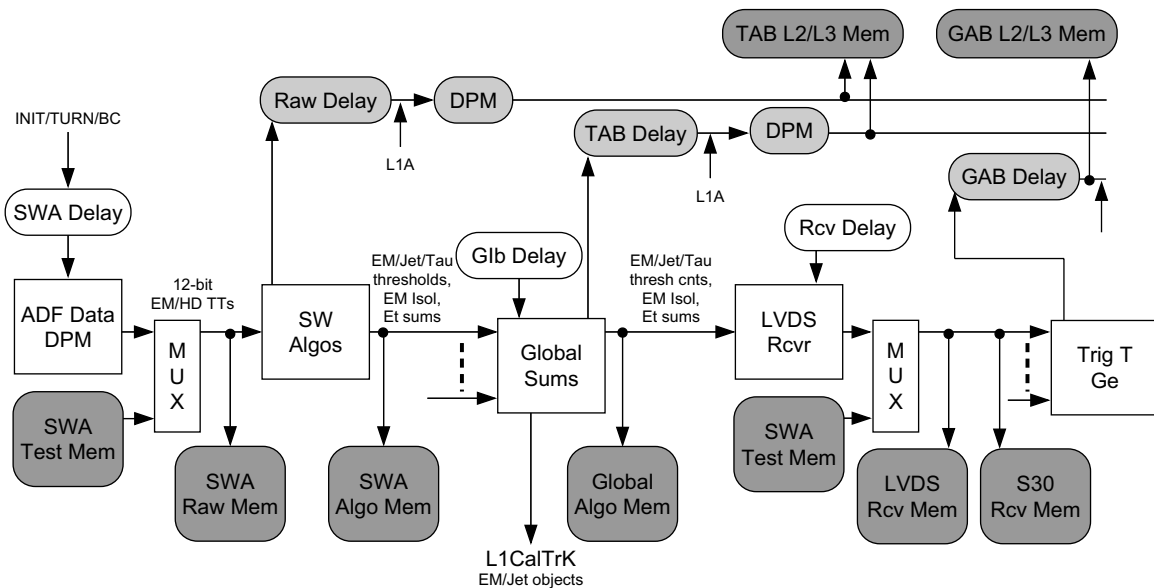 TAB L2/L3 Mem
GAB L2/L3 Mem
Raw Delay
DPM
INIT/TURN/BC
TAB Delay
DPM
L1A
GAB Delay
L1A
SWA Delay
Rcv Delay
Glb Delay
EM/Jet/Tau
thresholds,
EM Isol,
Et sums
EM/Jet/Tau
thresh cnts,
EM Isol,
Et sums
12-bit
EM/HD TTs
ADF Data
DPM
SW
Algos
LVDS
Rcvr
Global
Sums
Trig T
Ge
M
U
X
M
U
X
SWA
Test Mem
SWA
Test Mem
SWA
Raw Mem
SWA
Algo Mem
Global
Algo Mem
LVDS
Rcv Mem
S30
Rcv Mem
L1CalTrK
EM/Jet objects